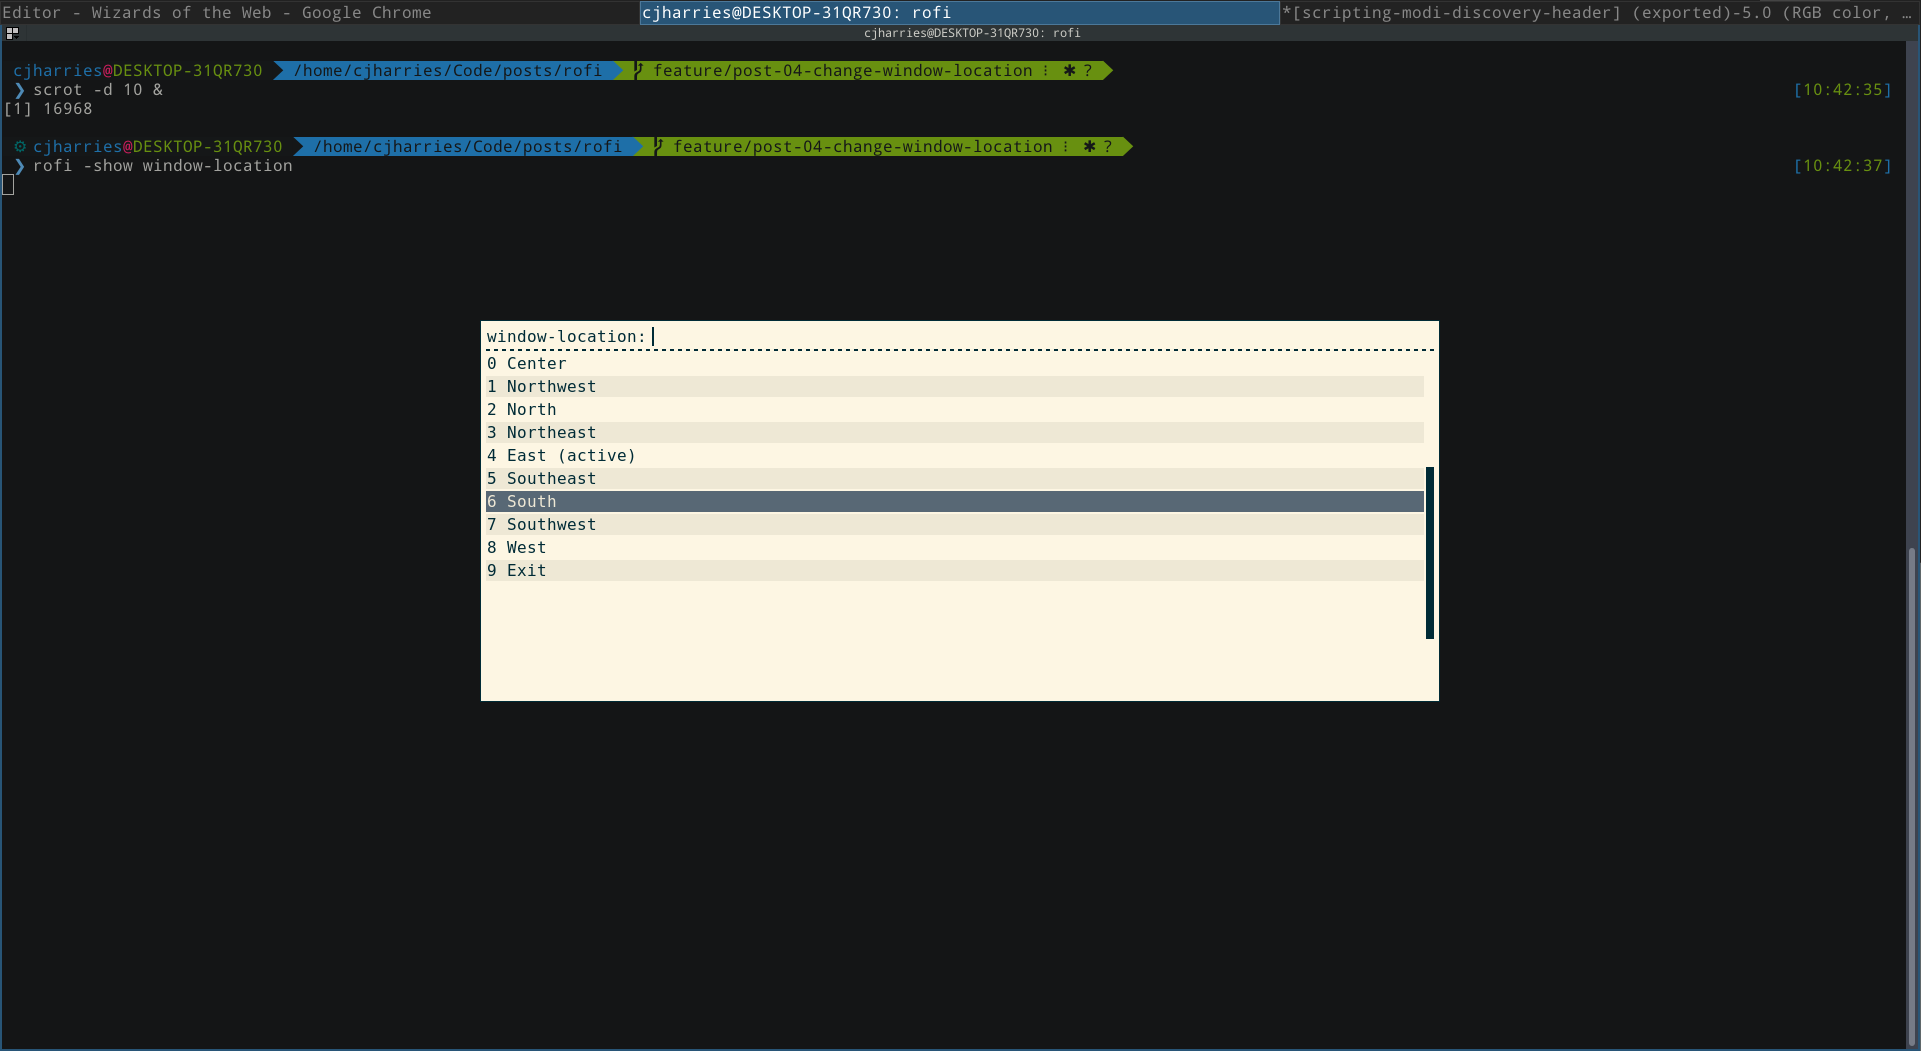 Editor - Wizards of the Web - Google Chrome
cjharries@DESKTOP-31QR730: rofi
*[scripting-modi-discovery-header] (exported)-5.0 (RGB color, …
cjharries@DESKTOP-31QR730: rofi
cjharries@DESKTOP-31QR730 /home/cjharries/Code/posts/rofi feature/post-04-change-window-location ⋮ ✱ ?
❯ scrot -d 10 & [10:42:35]
[1] 16968
⚙ cjharries@DESKTOP-31QR730 /home/cjharries/Code/posts/rofi feature/post-04-change-window-location ⋮ ✱ ?
❯ rofi -show window-location [10:42:37]
window-location:
0 Center
1 Northwest
2 North
3 Northeast
4 East (active)
5 Southeast
6 South
7 Southwest
8 West
9 Exit